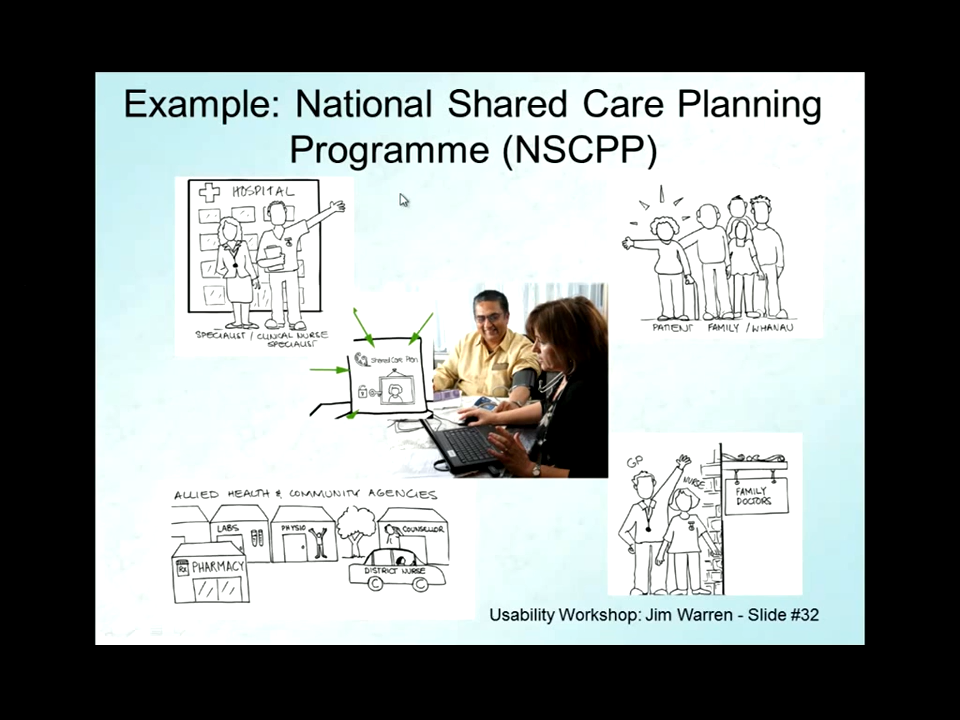 Example: National Shared Care Planning
Programme (NSCPP)
HOSPITAL
SPECIALIST / CLINICAL NURSE
SPECIALIST
Shared Care Plan
PATIENT FAMILY / WHANAU
ALLIED HEALTH & COMMUNITY AGENCIES
LABS
PHYSIO
COUNSELLOR
Rx PHARMACY
DISTRICT NURSE
GP
NURSE
FAMILY
DOCTORS
Usability Workshop: Jim Warren - Slide #32